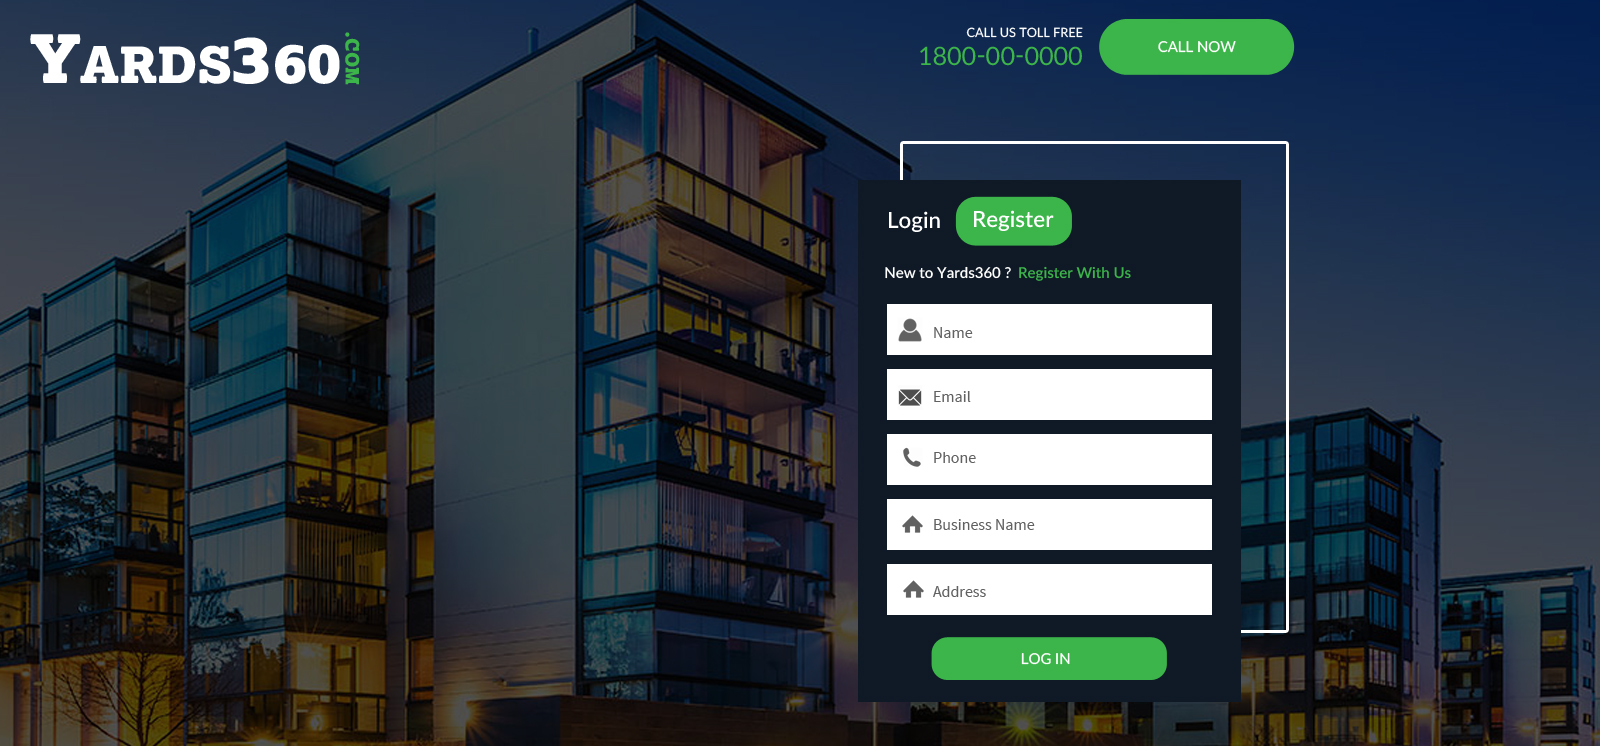 YARDS360.COM
CALL US TOLL FREE
1800-00-0000
CALL NOW
Login Register
New to Yards360 ? Register With Us
Name
Email
Phone
Business Name
Address
LOG IN